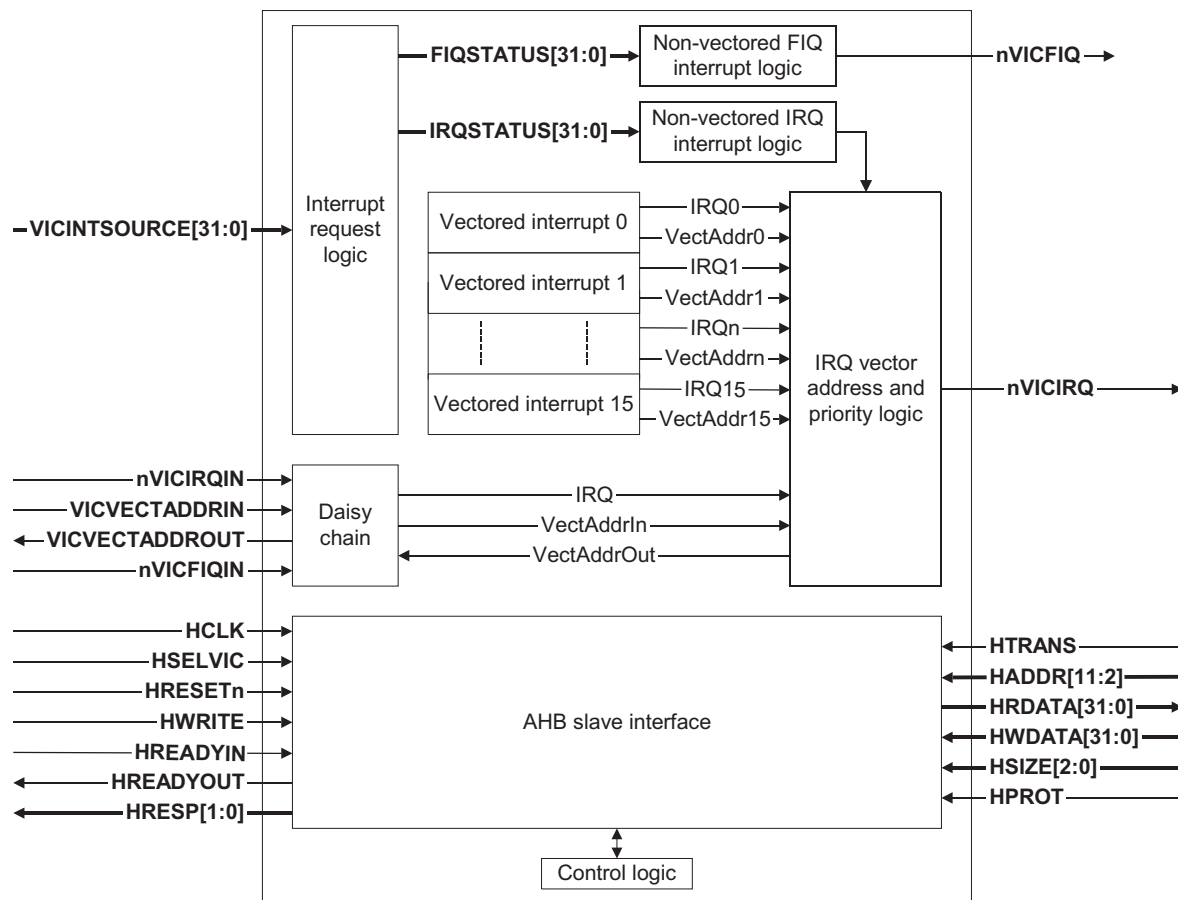 FIQSTATUS[31:0]
Non-vectored FIQ
interrupt logic
nVICFIQ
IRQSTATUS[31:0]
Non-vectored IRQ
interrupt logic
VICINTSOURCE[31:0]
Interrupt
request
logic
Vectored interrupt 0
IRQ0
VectAddr0
Vectored interrupt 1
IRQ1
VectAddr1
IRQn
VectAddrn
Vectored interrupt 15
IRQ15
VectAddr15
IRQ vector
address and
priority logic
nVICIRQ
nVICIRQIN
VICVECTADDRIN
VICVECTADDROUT
nVICFIQIN
Daisy
chain
IRQ
VectAddrIn
VectAddrOut
HCLK
HSELVIC
HRESETn
HWRITE
HREADYIN
HREADYOUT
HRESP[1:0]
AHB slave interface
HTRANS
HADDR[11:2]
HRDATA[31:0]
HWDATA[31:0]
HSIZE[2:0]
HPROT
Control logic